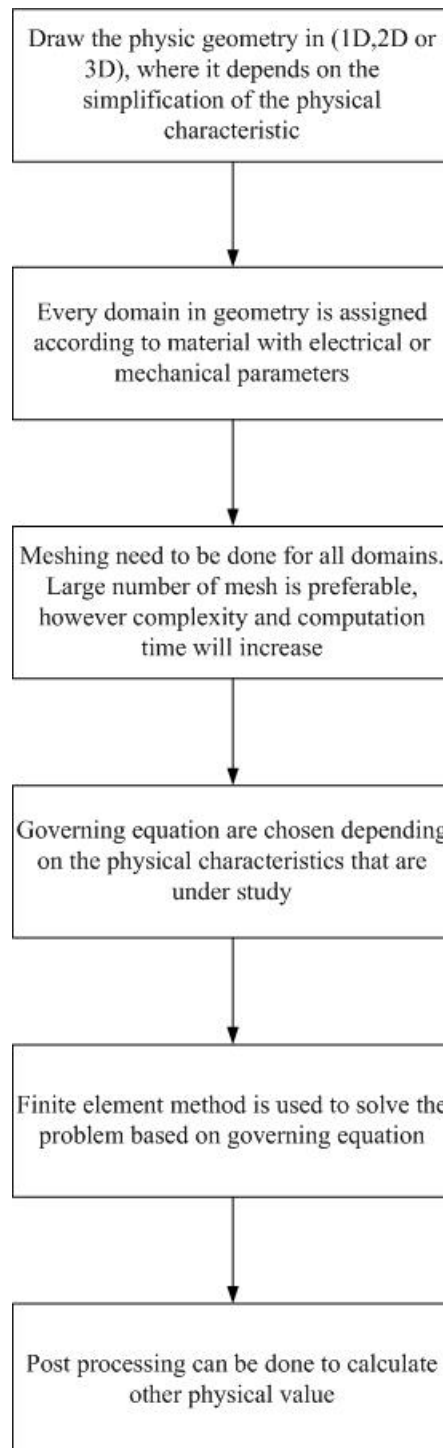 Draw the physic geometry in (1D,2D or
3D), where it depends on the
simplification of the physical
characteristic
Every domain in geometry is assigned
according to material with electrical or
mechanical parameters
Meshing need to be done for all domains.
Large number of mesh is preferable,
however complexity and computation
time will increase
Governing equation are chosen depending
on the physical characteristics that are
under study
Finite element method is used to solve the
problem based on governing equation
Post processing can be done to calculate
other physical value